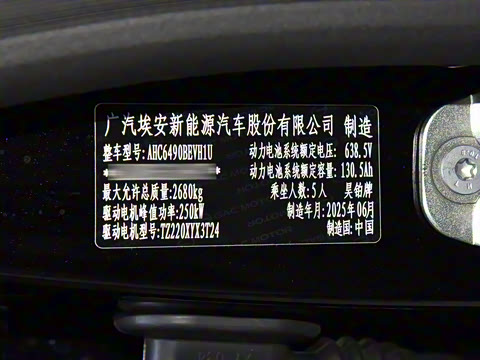 广汽埃安新能源汽车股份有限公司 制造
整车型号:AHC6490BEVH1U 动力电池系统额定电压: 638.5V
动力电池系统额定容量: 130.5Ah
最大允许总质量:2680kg 乘坐人数:5人 昊铂牌
驱动电机峰值功率:250kW 制造年月:2025年06月
驱动电机型号:TZ220XYX3T24 制造国:中国